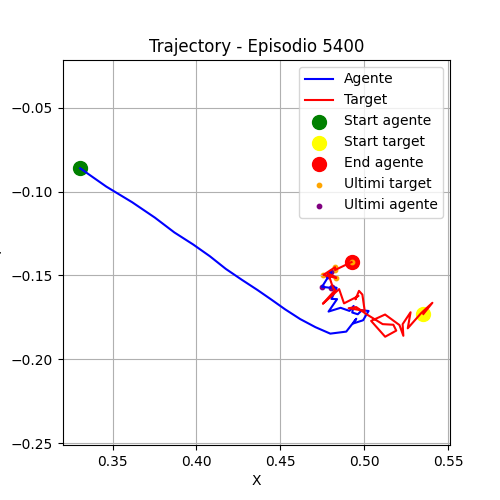 Trajectory - Episodio 5400
Agente
Target
Start agente
Start target
End agente
Ultimi target
Ultimi agente
−0.05
−0.10
−0.15
−0.20
−0.25
0.35
0.40
0.45
0.50
0.55
X